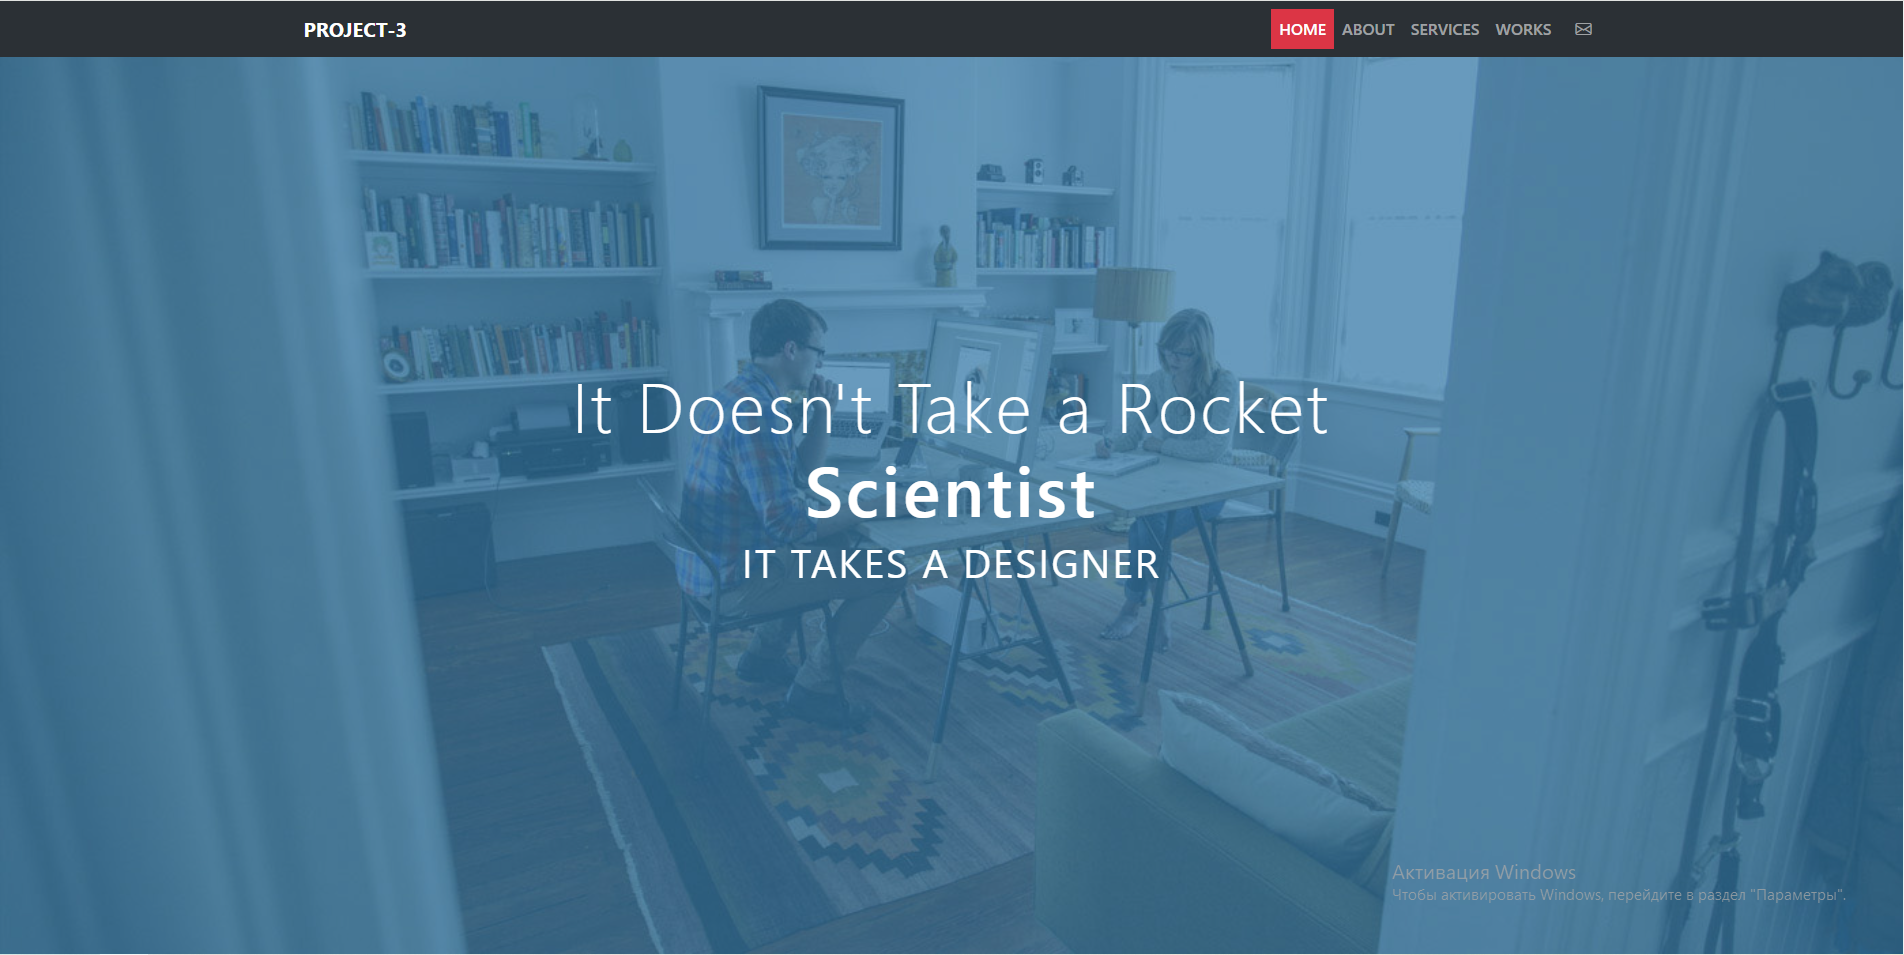 PROJECT-3
HOME ABOUT SERVICES WORKS
It Doesn't Take a Rocket
Scientist
IT TAKES A DESIGNER
Активация Windows
Чтобы активировать Windows, перейдите в раздел "Параметры".